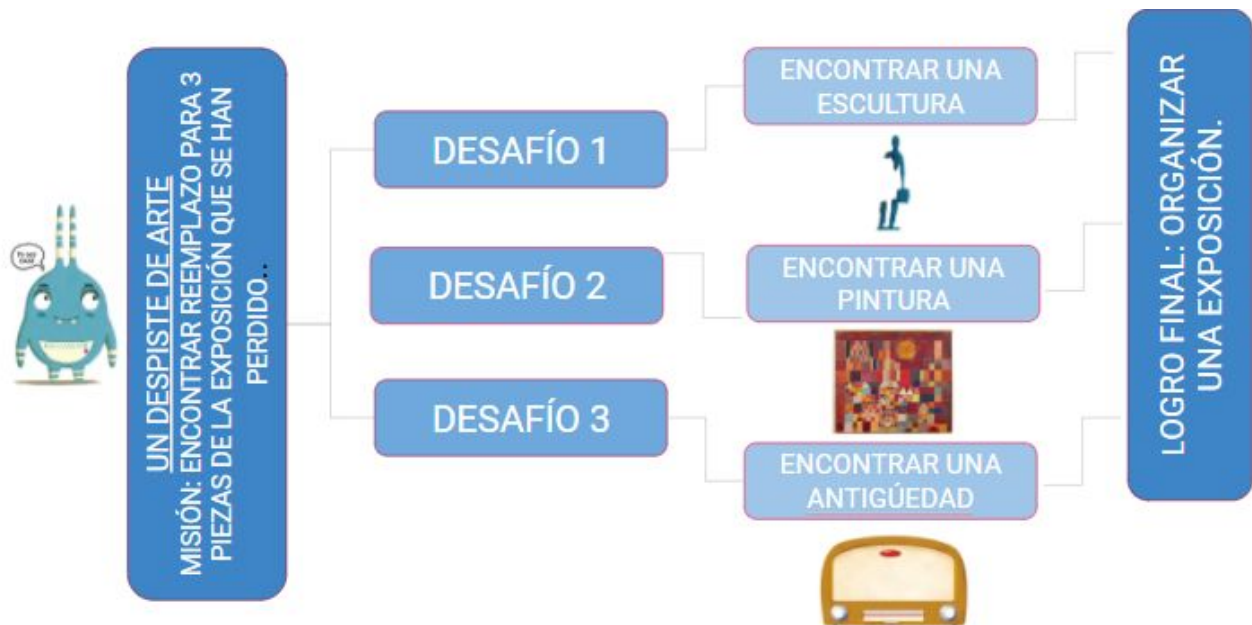 UN DESPISTE DE ARTE
MISIÓN: ENCONTRAR REEMPLAZO PARA 3
PIEZAS DE LA EXPOSICIÓN QUE SE HAN
PERDIDO..
DESAFÍO 1
DESAFÍO 2
DESAFÍO 3
ENCONTRAR UNA
ESCULTURA
ENCONTRAR UNA
PINTURA
ENCONTRAR UNA
ANTIGÚEDAD
LOGRO FINAL: ORGANIZAR
UNA EXPOSICIÓN.